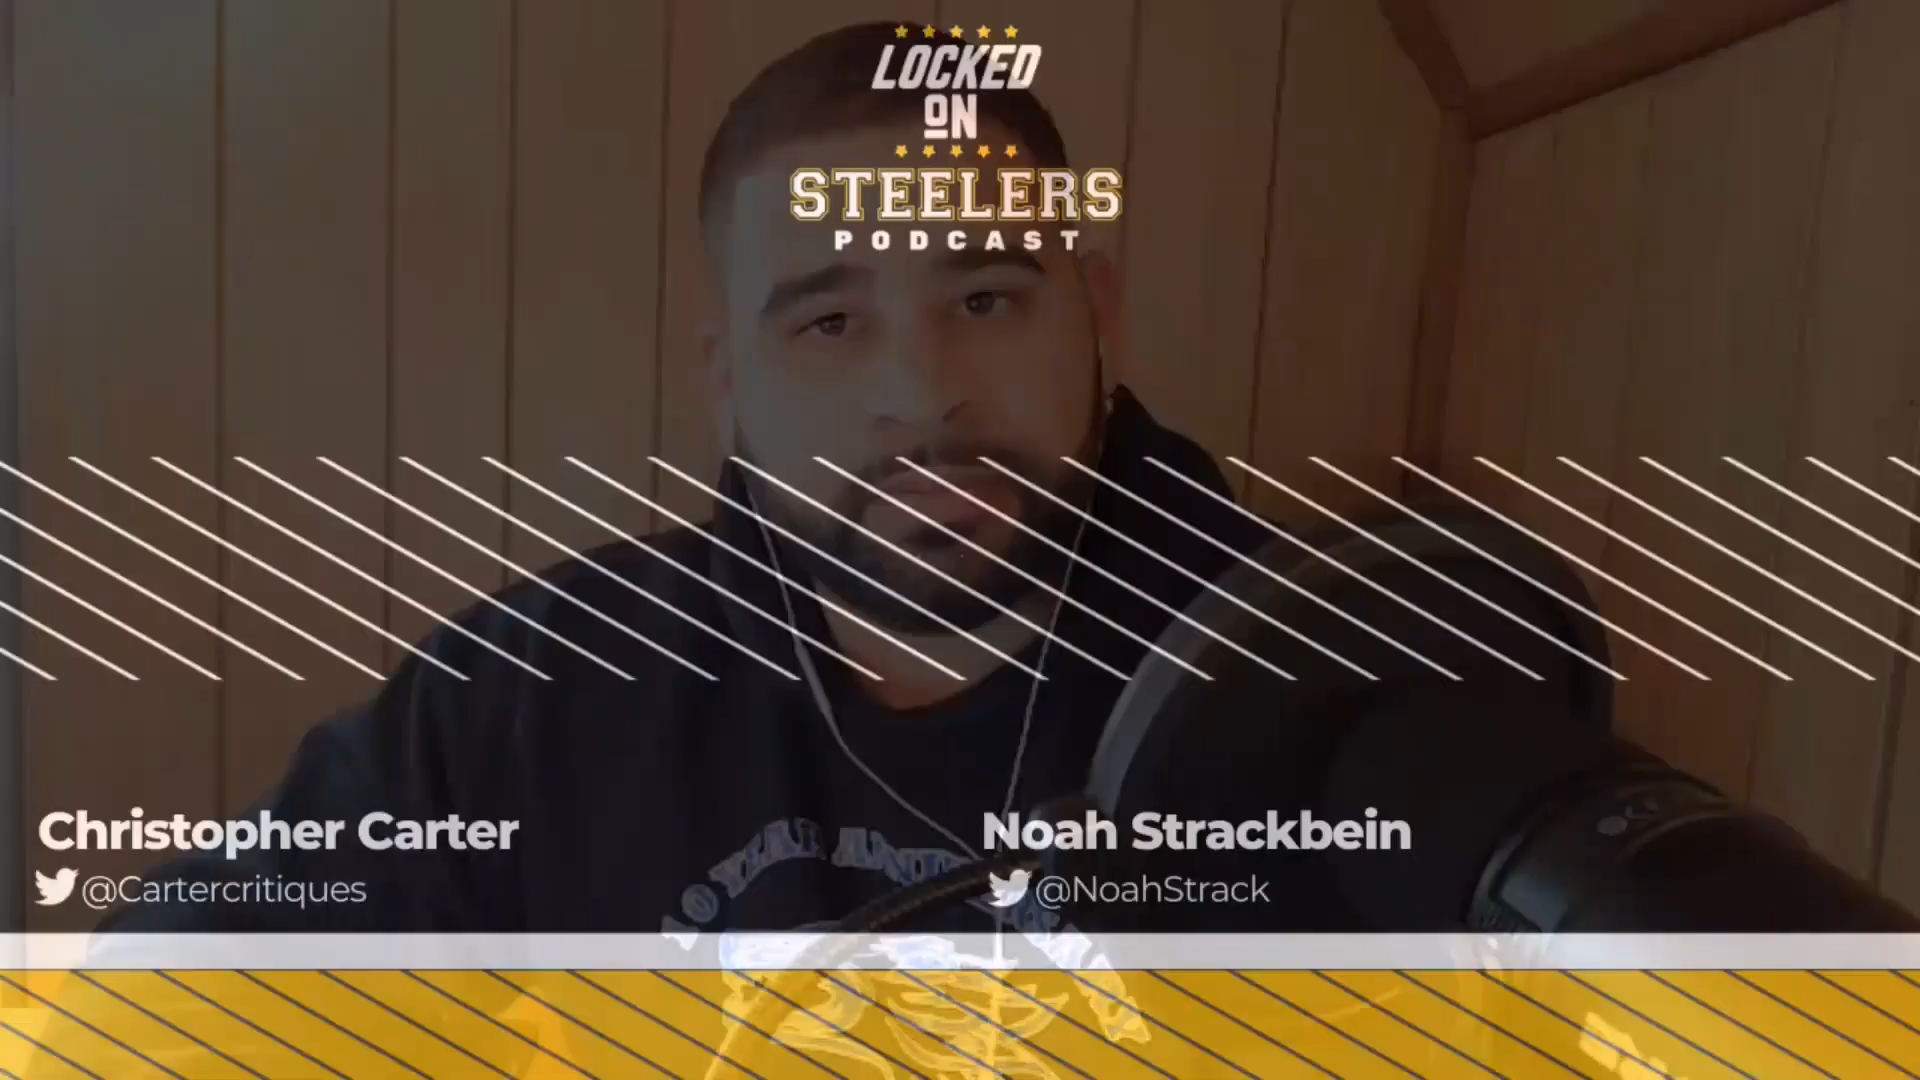 LOCKED
ON
STEELERS
PODCAST
Christopher Carter
@Cartercritiques
Noah Strackbein
@NoahStrack